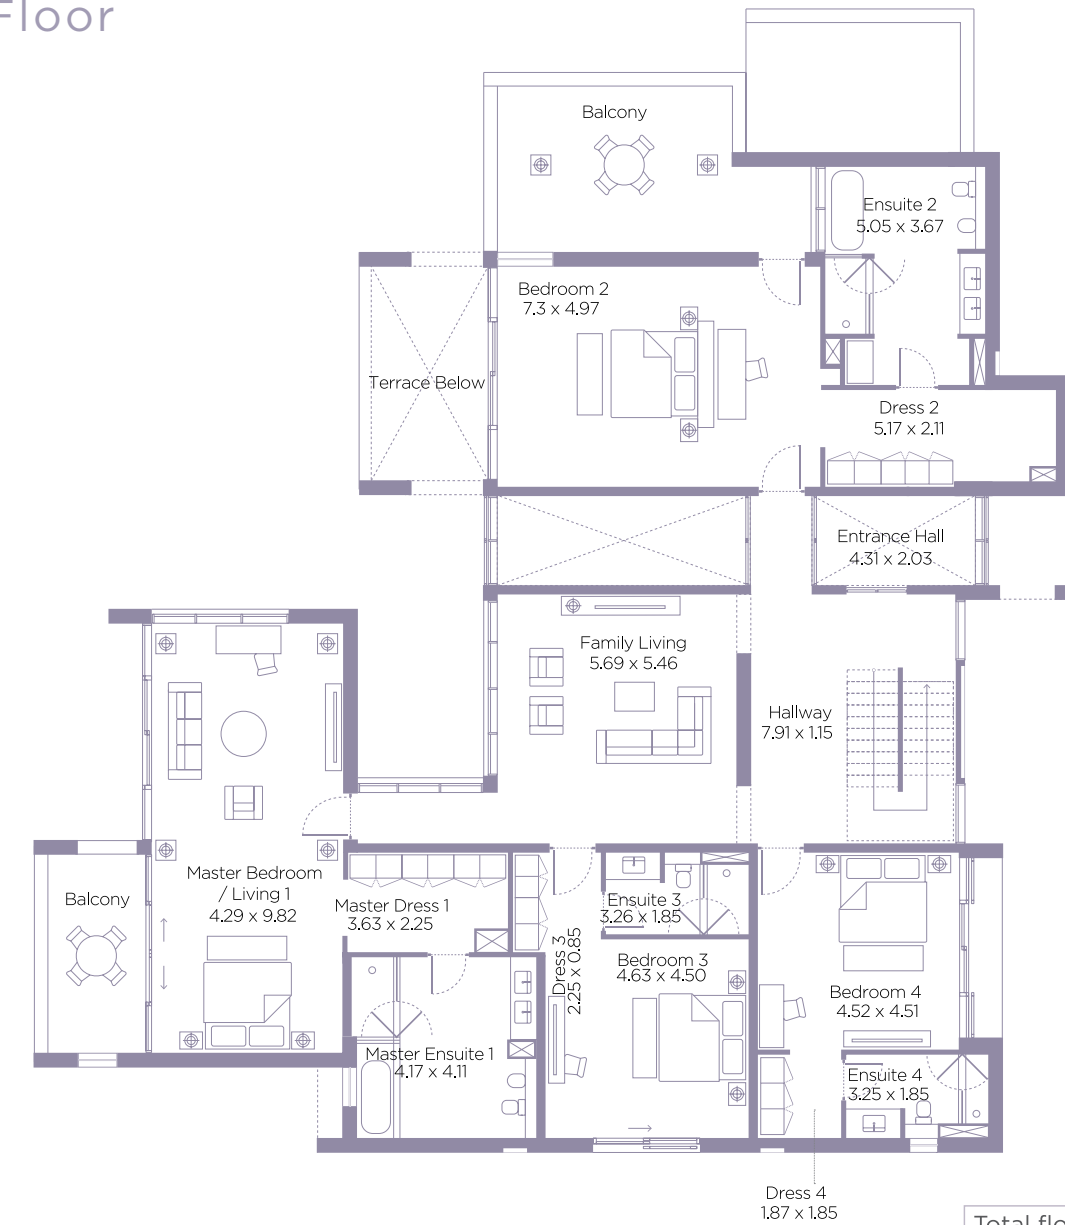 Floor
Balcony
Ensuite 2
5.05 x 3.67
Bedroom 2
7.3 x 4.97
Terrace Below
Dress 2
5.17 x 2.11
Entrance Hall
4.31 x 2.03
Family Living
5.69 x 5.46
Hallway
7.91 x 1.15
Master Bedroom
/ Living 1
4.29 x 9.82
Balcony
Master Dress 1
3.63 x 2.25
Ensuite 3
3.26 x 1.85
Dress 3
2.25 x 0.85
Bedroom 3
4.63 x 4.50
Bedroom 4
4.52 x 4.51
Master Ensuite 1
4.17 x 4.11
Ensuite 4
3.25 x 1.85
Dress 4
1.87 x 1.85
Total flo